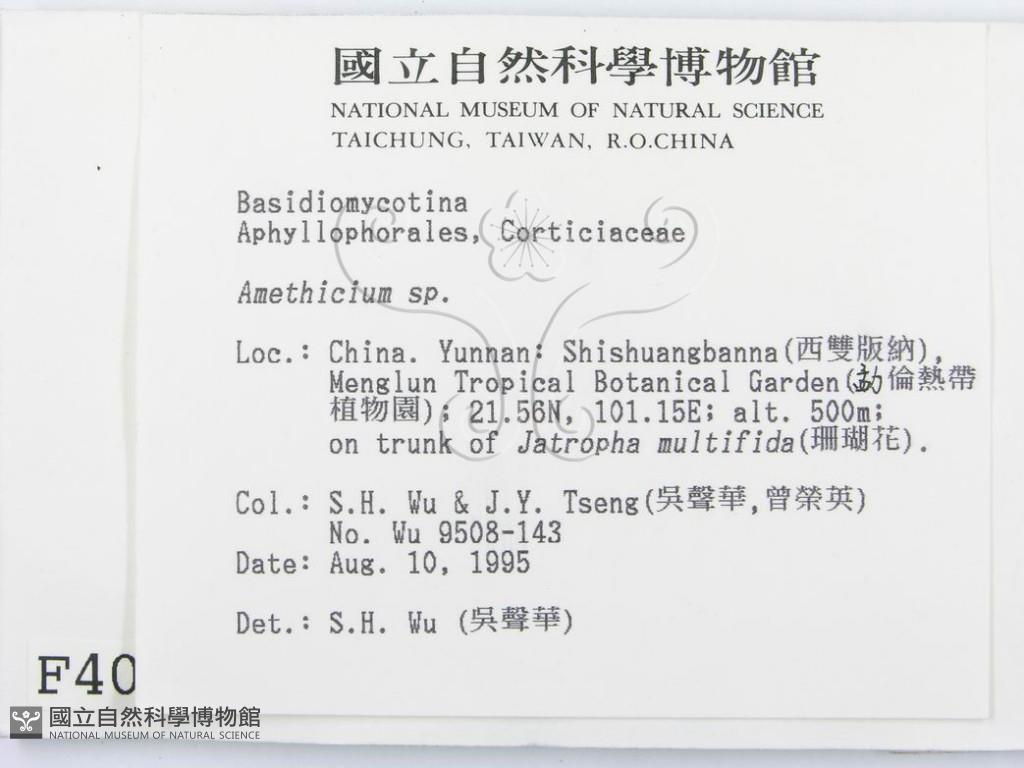 國立自然科學博物館
NATIONAL MUSEUM OF NATURAL SCIENCE
TAICHUNG, TAIWAN, R.O.CHINA
Basidiomycotina
Aphyllophorales, Corticiaceae
Amethicium sp.
Loc.: China. Yunnan: Shishuangbanna(西雙版納),
Menglun Tropical Botanical Garden(勐倫熱帶
植物園); 21.56N, 101.15E; alt. 500m;
on trunk of Jatropha multifida(珊瑚花).
Col.: S.H. Wu & J.Y. Tseng(吳聲華,曾榮英)
No. Wu 9508-143
Date: Aug. 10, 1995
Det.: S.H. Wu (吳聲華)
F40
國立自然科學博物館
NATIONAL MUSEUM OF NATURAL SCIENCE